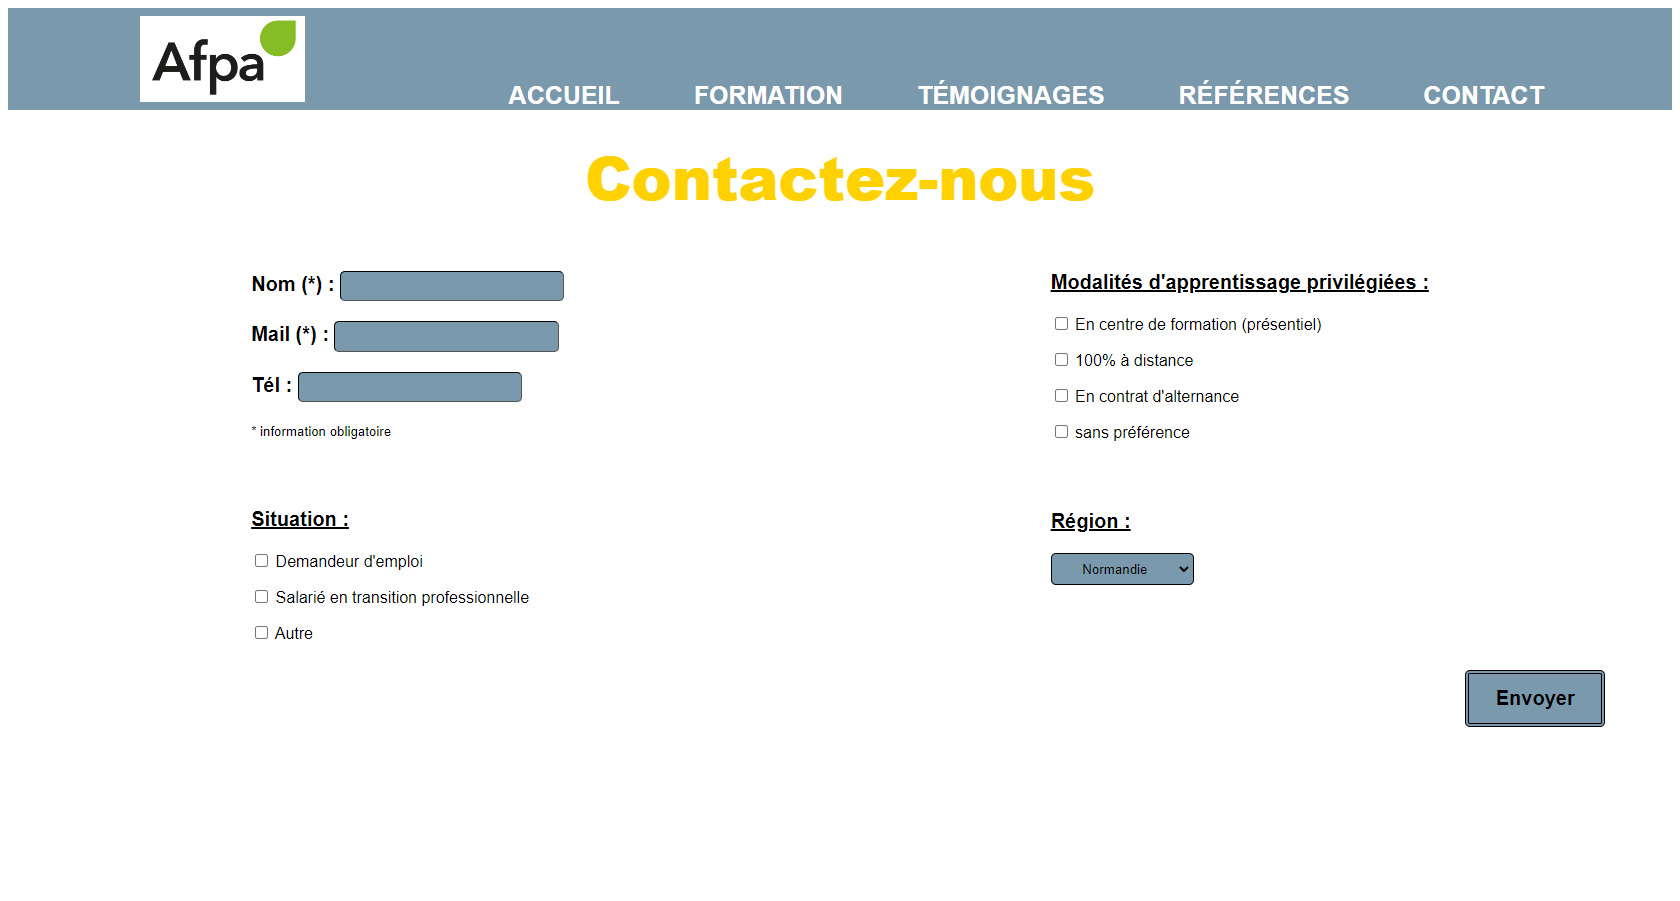 Afpa
ACCUEIL FORMATION TÉMOIGNAGES RÉFÉRENCES CONTACT
Contactez-nous
Nom (*) :
Mail (*) :
Tél :
* information obligatoire
Modalités d'apprentissage privilégiées :
En centre de formation (présentiel)
100% à distance
En contrat d'alternance
sans préférence
Situation :
Demandeur d'emploi
Salarié en transition professionnelle
Autre
Région :
Normandie
Envoyer